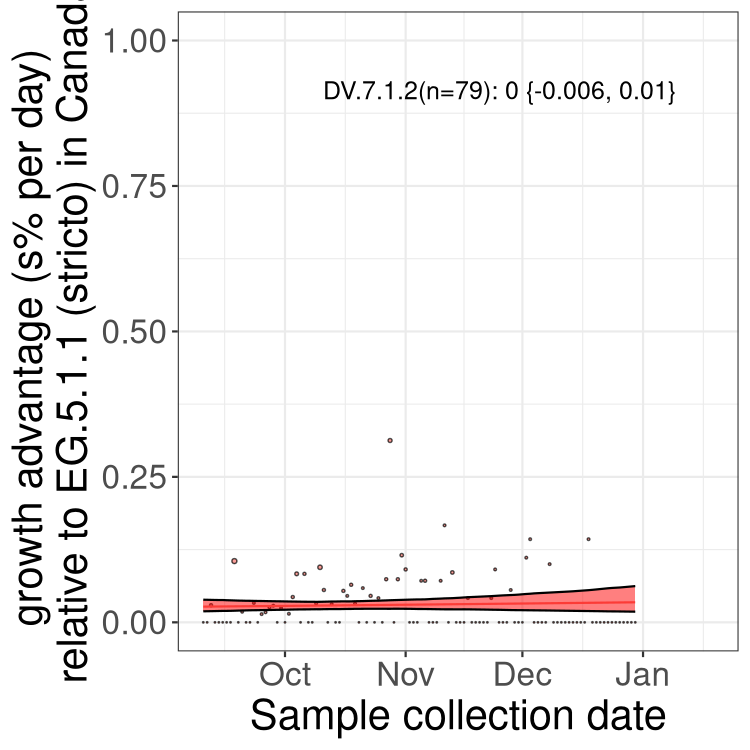 growth advantage (s% per day)
relative to EG.5.1.1 (stricto) in Canada
1.00
0.75
0.50
0.25
0.00
DV.7.1.2(n=79): 0 {-0.006, 0.01}
Oct Nov Dec Jan
Sample collection date